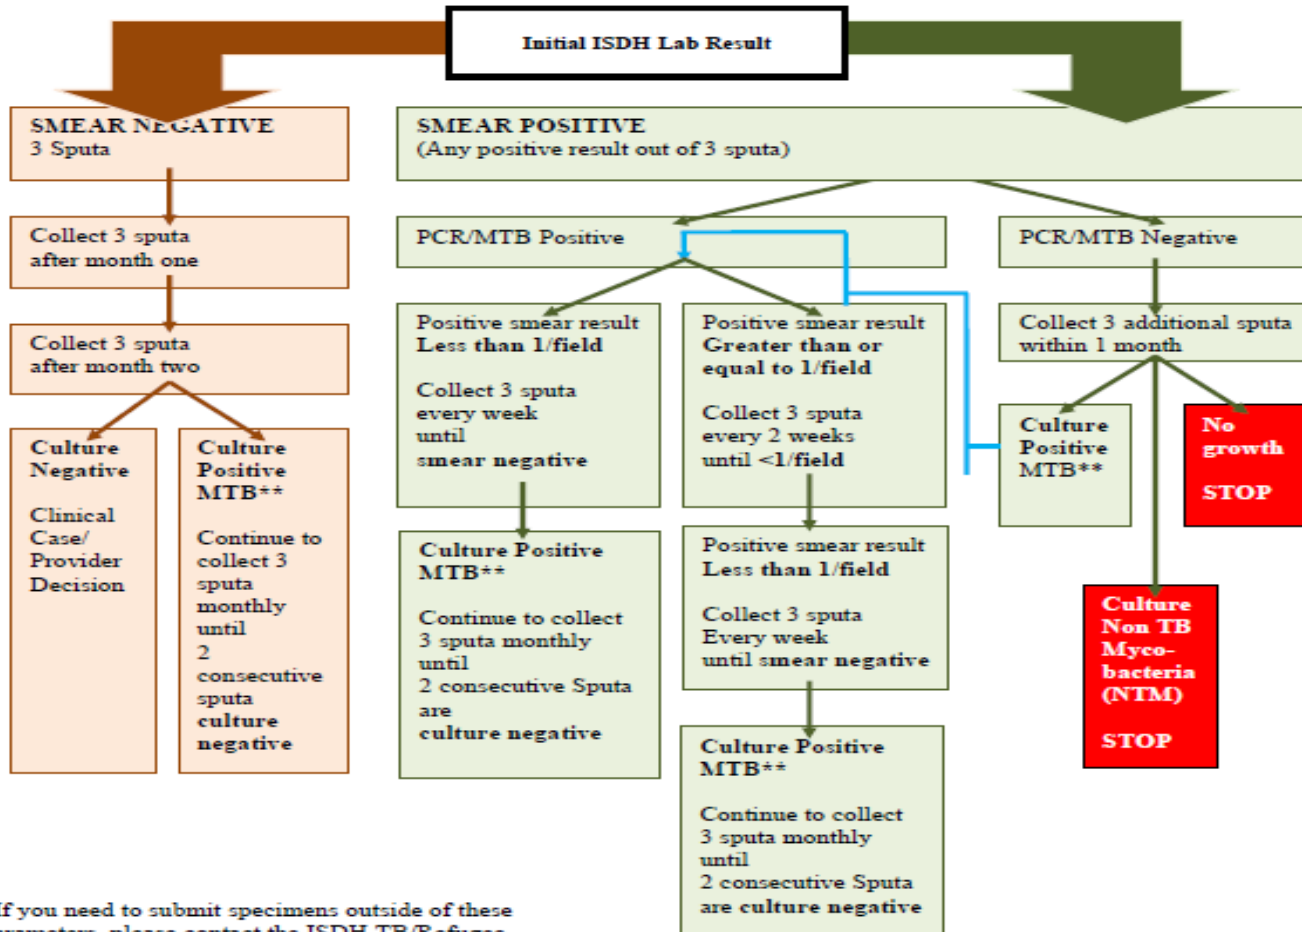 Initial ISDH Lab Result
SMEAR NEGATIVE
3 Sputa
SMEAR POSITIVE
(Any positive result out of 3 sputa)
Collect 3 sputa
after month one
PCR/MTB Positive
PCR/MTB Negative
Collect 3 sputa
after month two
Positive smear result
Less than 1/field
Collect 3 sputa
every week
until
smear negative
Positive smear result
Greater than or
equal to 1/field
Collect 3 sputa
every 2 weeks
until <1/field
Collect 3 additional sputa
within 1 month
Culture
Negative
Clinical
Case/
Provider
Decision
Culture
Positive
MTB**
Continue to
collect 3
sputa
monthly
until
2
consecutive
sputa
culture
negative
Culture
Positive
MTB**
No
growth
STOP
Culture Positive
MTB**
Continue to collect
3 sputa monthly
until
2 consecutive Sputa
are
culture negative
Positive smear result
Less than 1/field
Collect 3 sputa
Every week
until smear negative
Culture
Non TB
Myco-
bacteria
(NTM)
STOP
Culture Positive
MTB**
Continue to collect
3 sputa monthly
until
2 consecutive Sputa
are culture negative
If you need to submit specimens outside of these
please contact the ISDH TB/Refugee